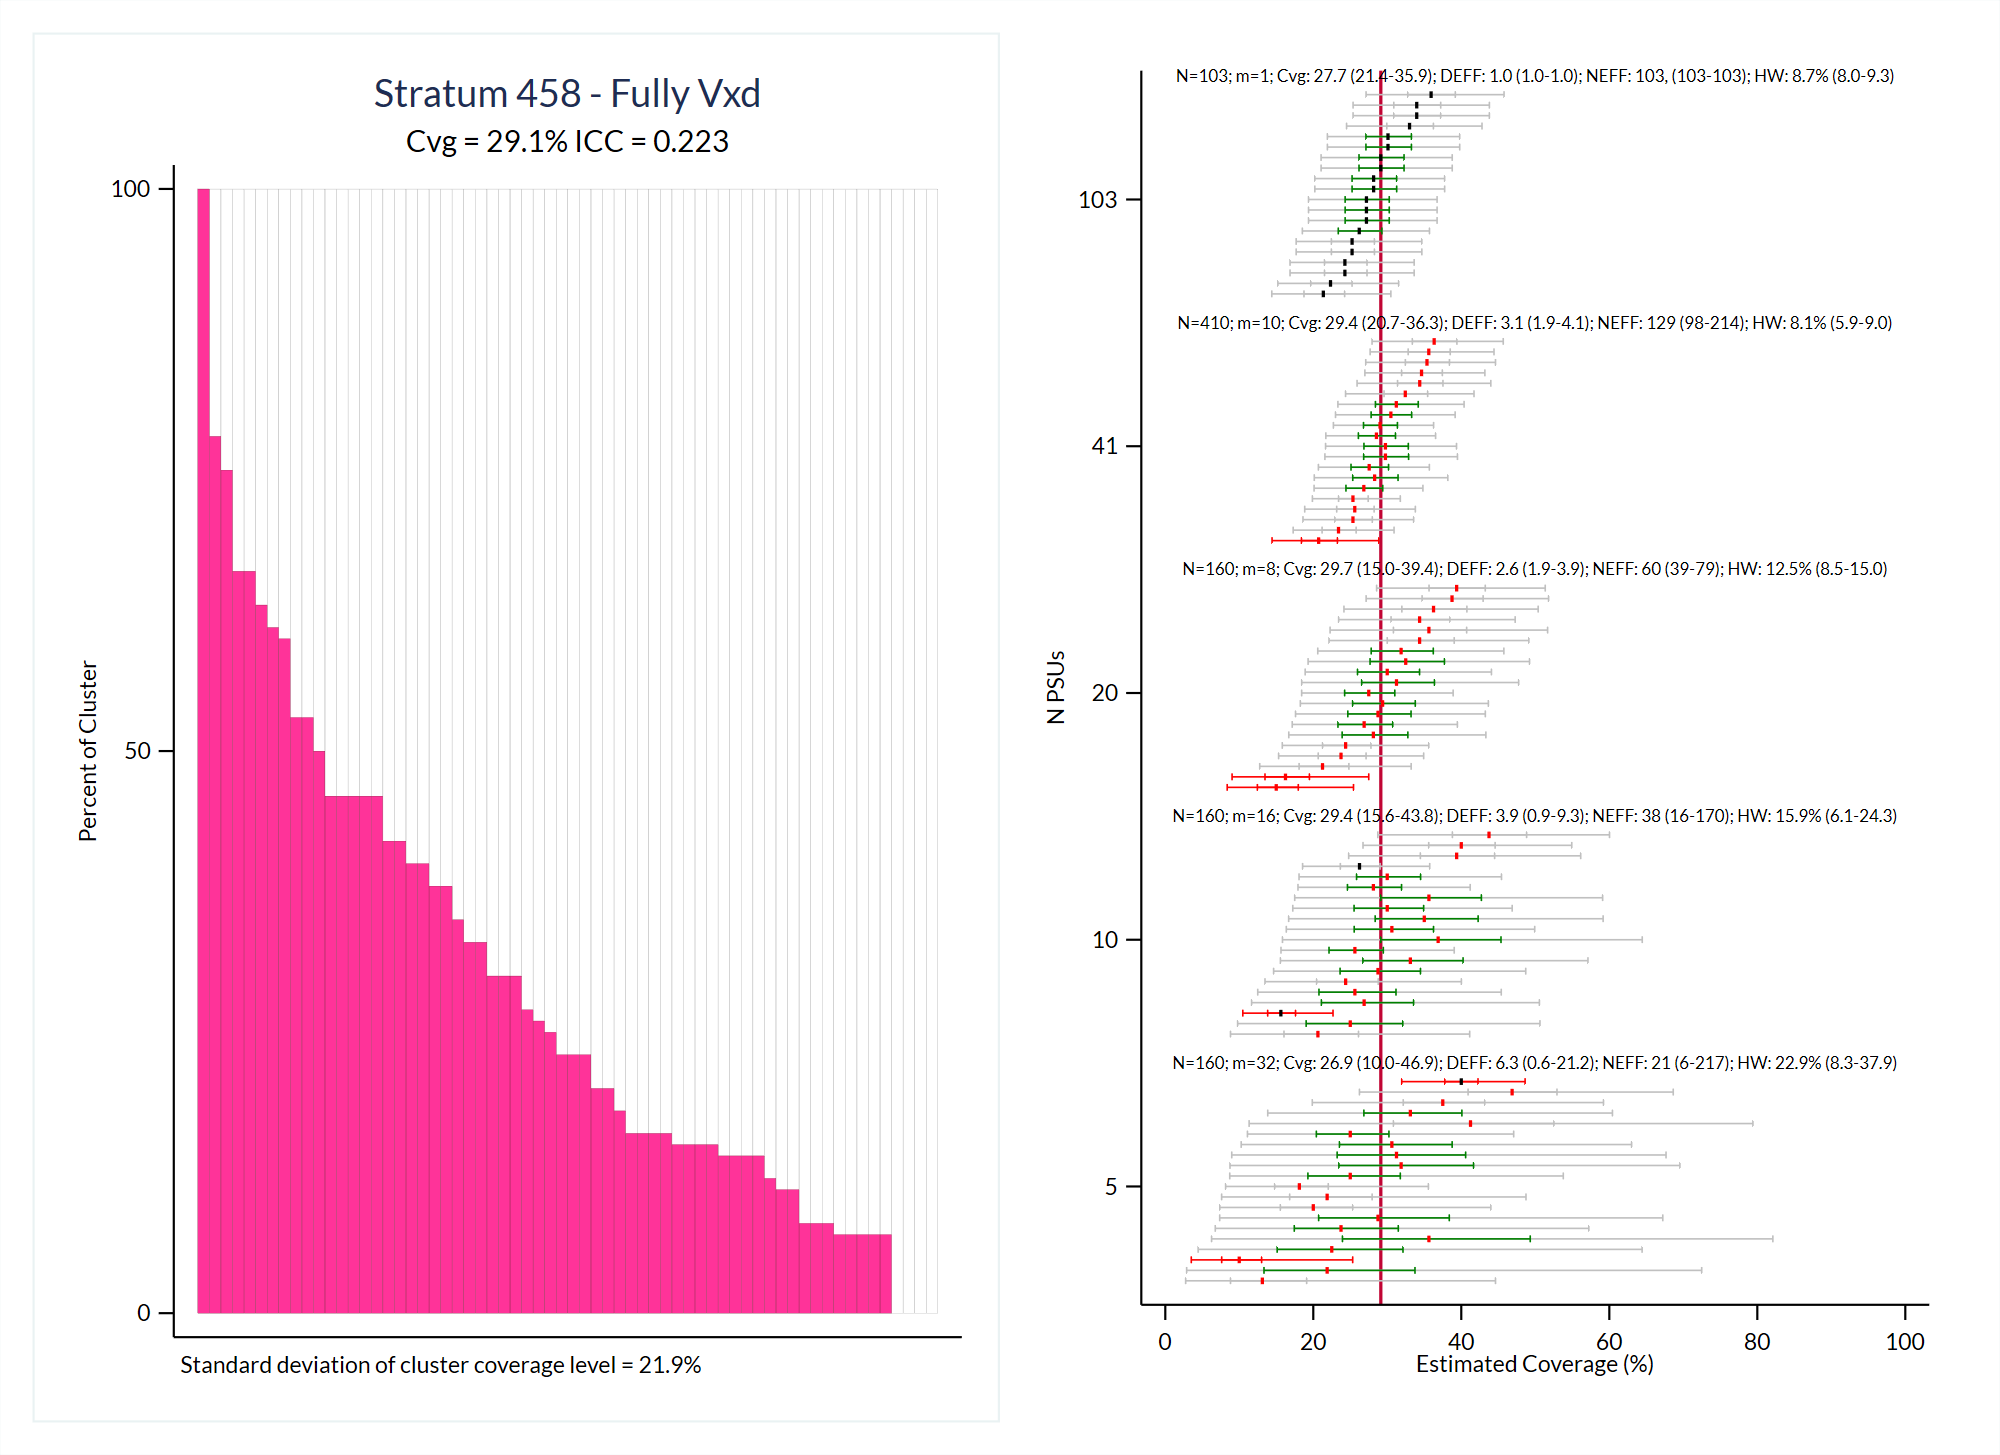 Stratum 458 - Fully Vxd
Cvg = 29.1% ICC = 0.223
100
50
0
Percent of Cluster
Standard deviation of cluster coverage level = 21.9%
N=103; m=1; Cvg: 27.7 (21.4-35.9); DEFF: 1.0 (1.0-1.0); NEFF: 103, (103-103); HW: 8.7% (8.0-9.3)
103
N=410; m=10; Cvg: 29.4 (20.7-36.3); DEFF: 3.1 (1.9-4.1); NEFF: 129 (98-214); HW: 8.1% (5.9-9.0)
41
N=160; m=8; Cvg: 29.7 (15.0-39.4); DEFF: 2.6 (1.9-3.9); NEFF: 60 (39-79); HW: 12.5% (8.5-15.0)
N PSUs
20
N=160; m=16; Cvg: 29.4 (15.6-43.8); DEFF: 3.9 (0.9-9.3); NEFF: 38 (16-170); HW: 15.9% (6.1-24.3)
10
N=160; m=32; Cvg: 26.9 (10.0-46.9); DEFF: 6.3 (0.6-21.2); NEFF: 21 (6-217); HW: 22.9% (8.3-37.9)
5
0 20 40 60 80 100
Estimated Coverage (%)